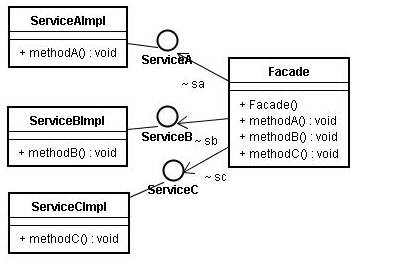 ServiceAImpl
+ methodA() : void
ServiceA
~ sa
Facade
+ Facade()
+ methodA() : void
+ methodB() : void
+ methodC() : void
ServiceBImpl
+ methodB() : void
ServiceB
~ sb
ServiceC
~ sc
ServiceCImpl
+ methodC() : void